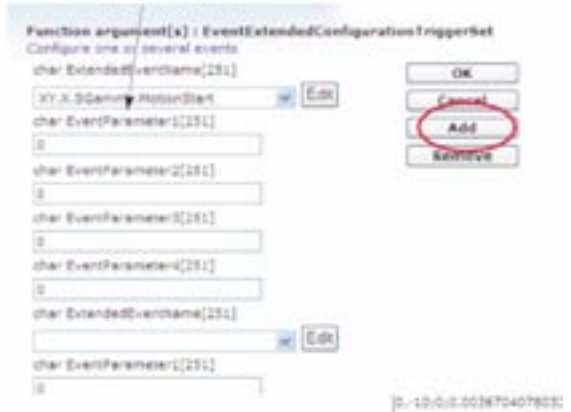 Function argument(s) : EventExtendedConfigurationTriggerSet
Configure one or several events
char ExtendedEventName[251]
XY.X.SGamma.MotionStart
Edit
char EventParameter1[251]
0
char EventParameter2[251]
0
char EventParameter3[251]
0
char EventParameter4[251]
0
char ExtendedEventName[251]
Edit
char EventParameter1[251]
0
OK
Cancel
Add
Remove